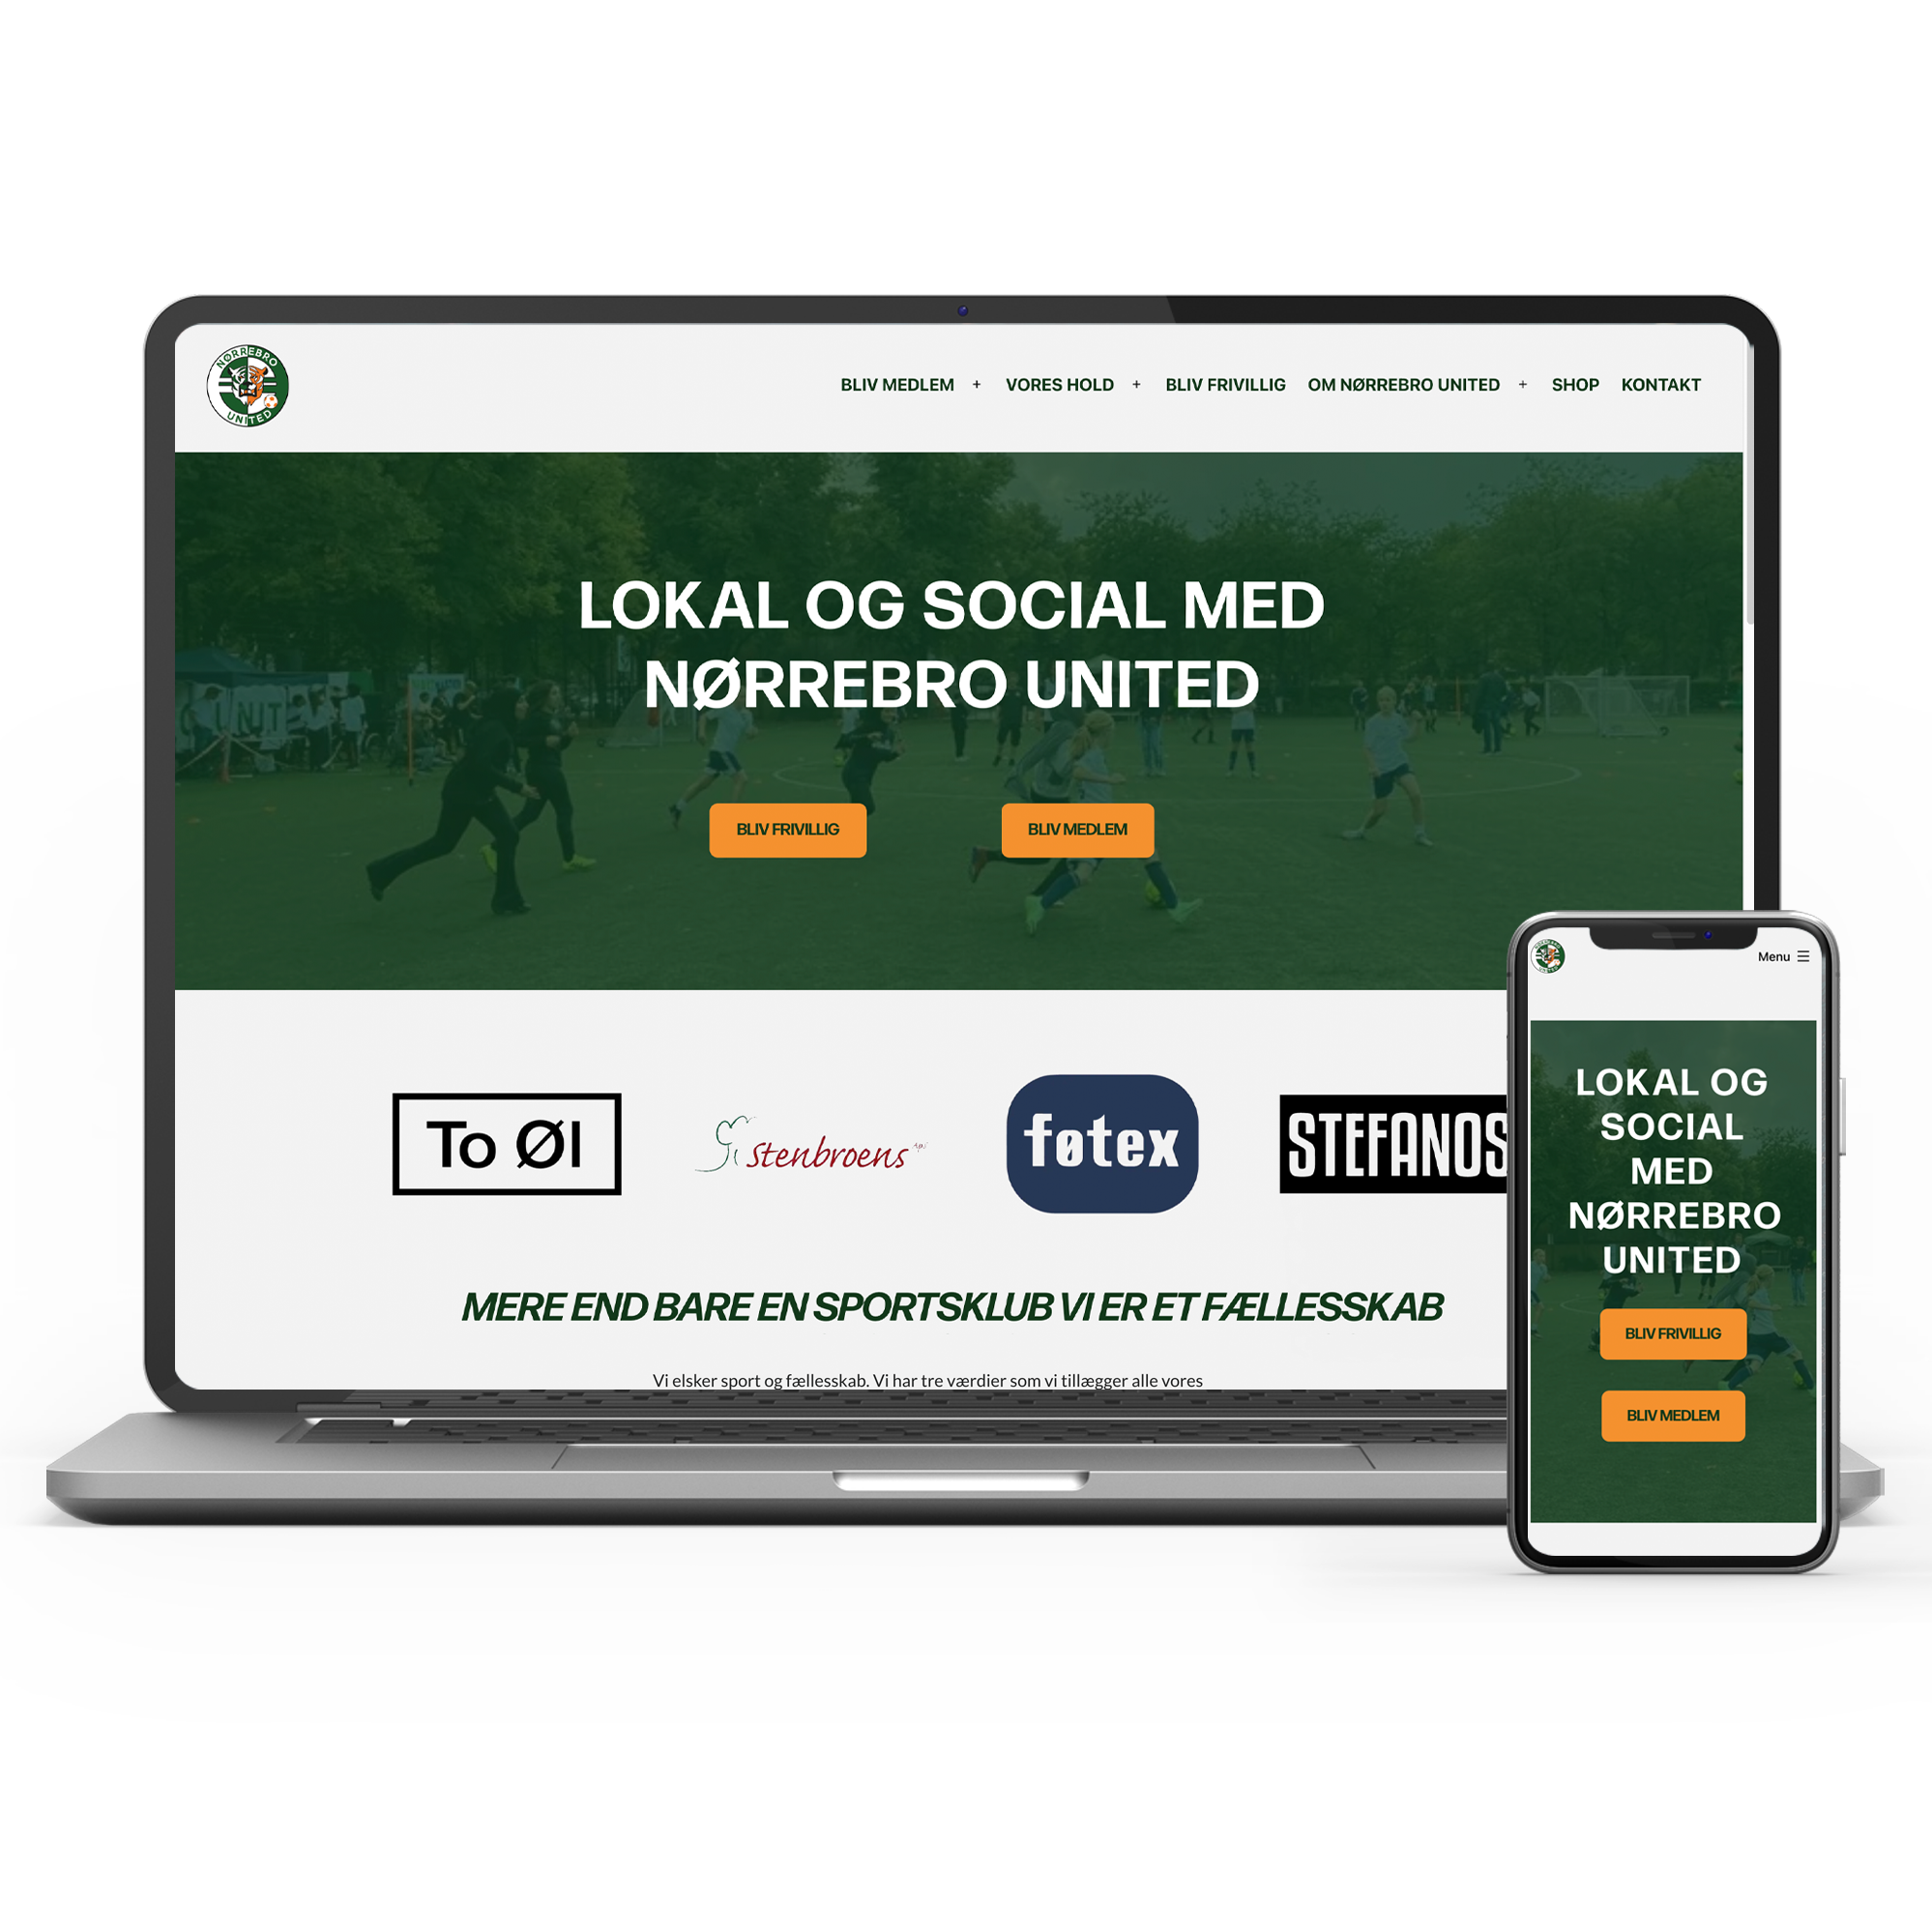 NØRREBRO
UNITED
BLIV MEDLEM + VORES HOLD + BLIV FRIVILLIG OM NØRREBRO UNITED + SHOP KONTAKT
LOKAL OG SOCIAL MED
NØRREBRO UNITED
UNIT
BLIV FRIVILLIG BLIV MEDLEM
To Øl
Stenbroens
føtex
STEFANOS
MERE END BARE EN SPORTSKLUB VI ER ET FÆLLESSKAB
Vi elsker sport og fællesskab. Vi har tre værdier som vi tillægger alle vores
NØRREBRO
UNITED
Menu
LOKAL OG
SOCIAL
MED
NØRREBRO
UNITED
BLIV FRIVILLIG
BLIV MEDLEM